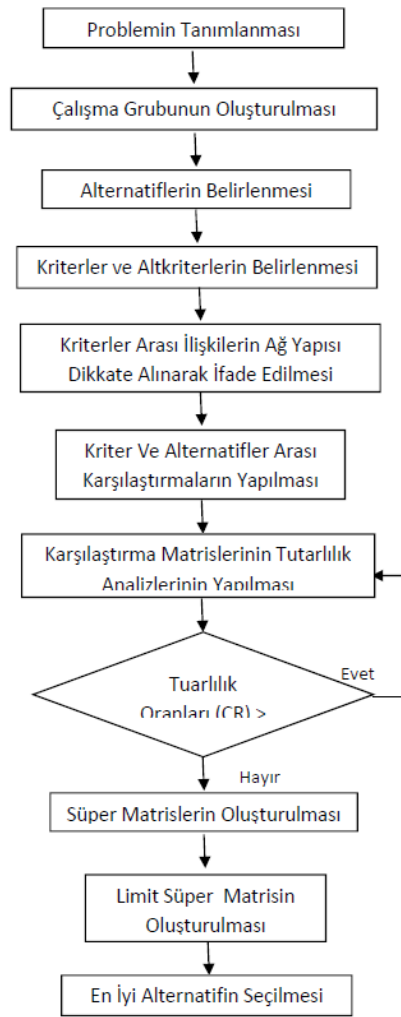 Problemin Tanımlanması
Çalışma Grubunun Oluşturulması
Alternatiflerin Belirlenmesi
Kriterler ve Altkriterlerin Belirlenmesi
Kriterler Arası İlişkilerin Ağ Yapısı
Dikkate Alınarak İfade Edilmesi
Kriter Ve Alternatifler Arası
Karşılaştırmaların Yapılması
Karşılaştırma Matrislerinin Tutarlılık
Analizlerinin Yapılması
Tuarlılık
Evet
Oranları (CR) >
Hayır
Süper Matrislerin Oluşturulması
Limit Süper Matrisin
Oluşturulması
En İyi Alternatifin Seçilmesi